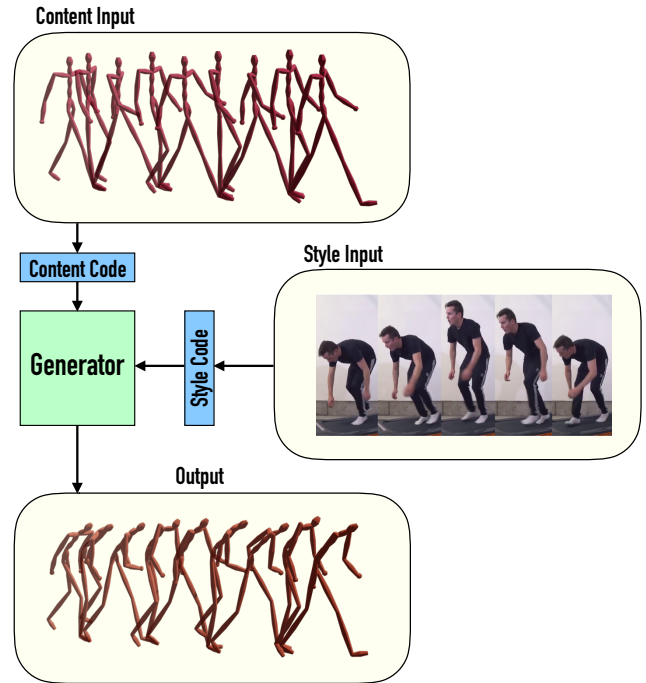 Content Input
Content Code
Style Input
Generator
Style Code
Output